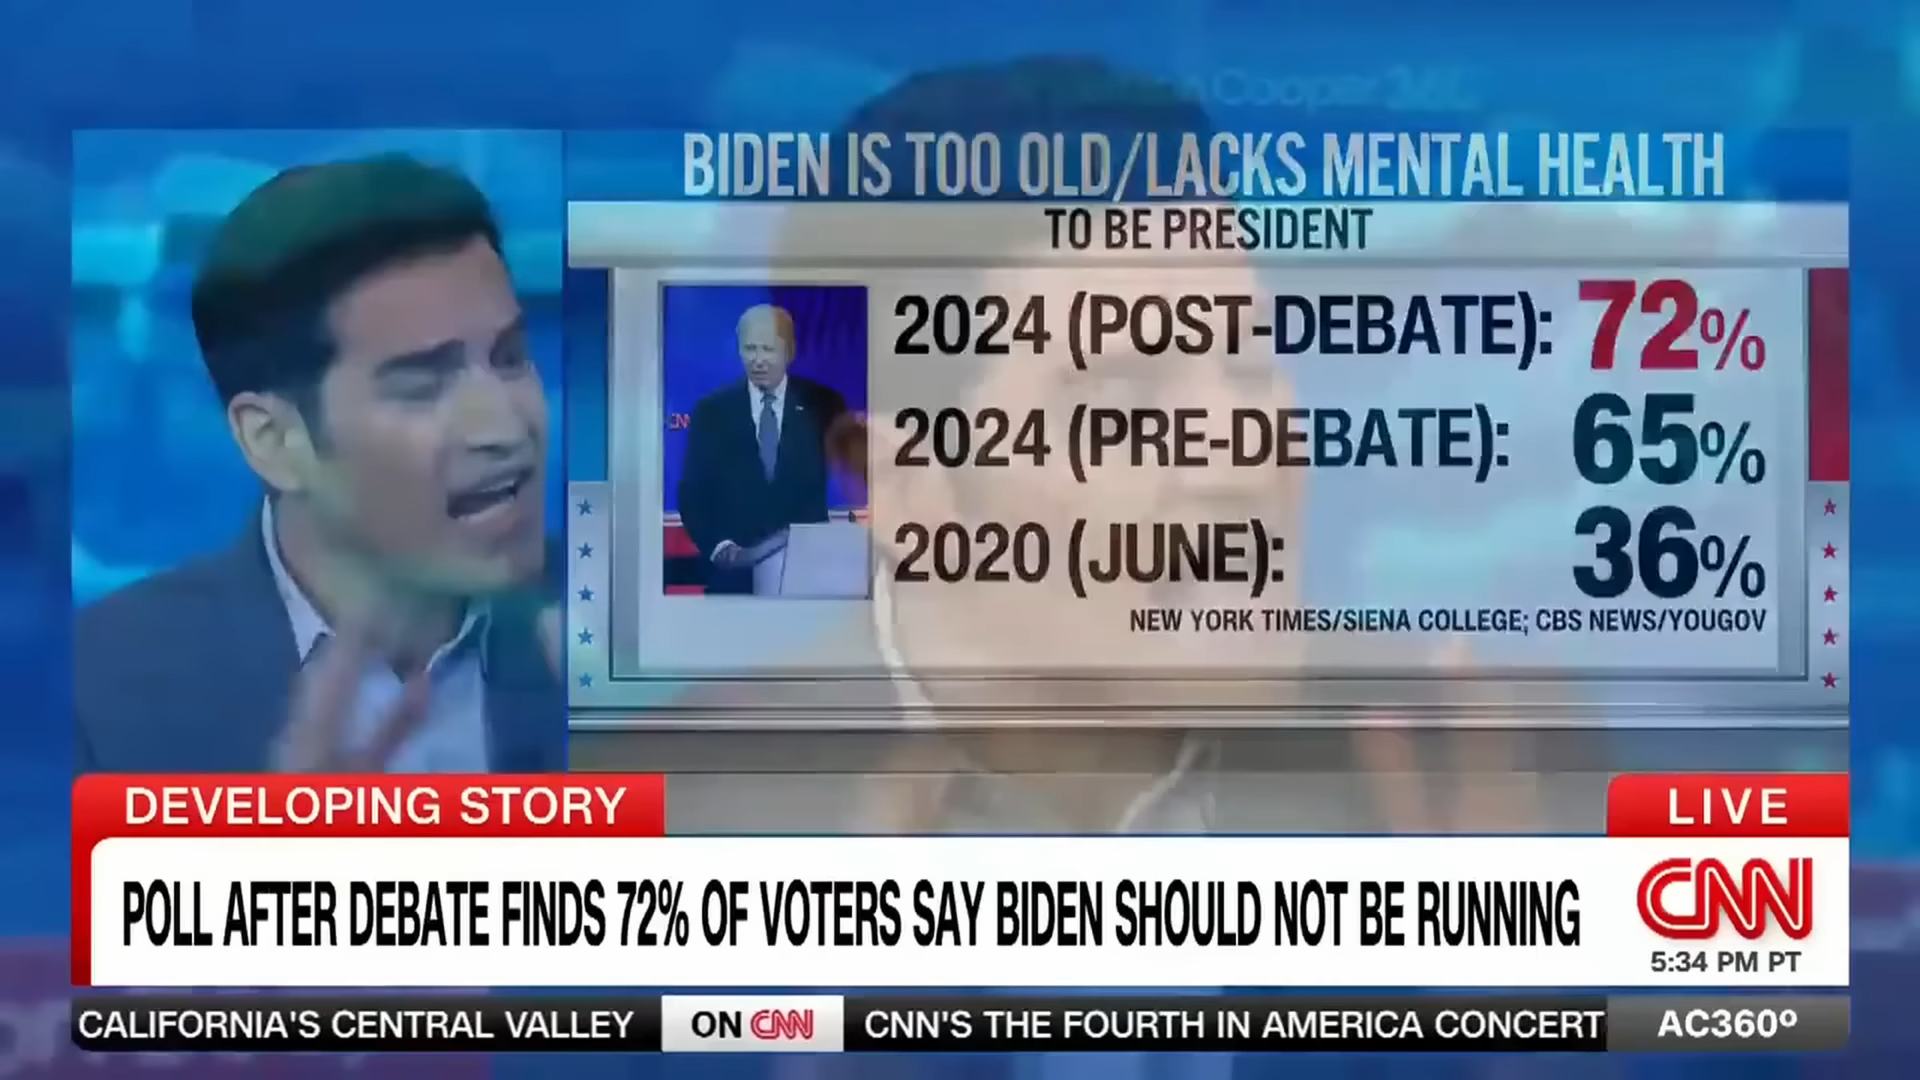 Cooper 360
BIDEN IS TOO OLD/LACKS MENTAL HEALTH
TO BE PRESIDENT
2024 (POST-DEBATE): 72%
2024 (PRE-DEBATE): 65%
2020 (JUNE): 36%
NEW YORK TIMES/SIENA COLLEGE; CBS NEWS/YOUGOV
DEVELOPING STORY
LIVE
POLL AFTER DEBATE FINDS 72% OF VOTERS SAY BIDEN SHOULD NOT BE RUNNING
CNN
5:34 PM PT
CALIFORNIA'S CENTRAL VALLEY
ON CNN
CNN'S THE FOURTH IN AMERICA CONCERT
AC360º